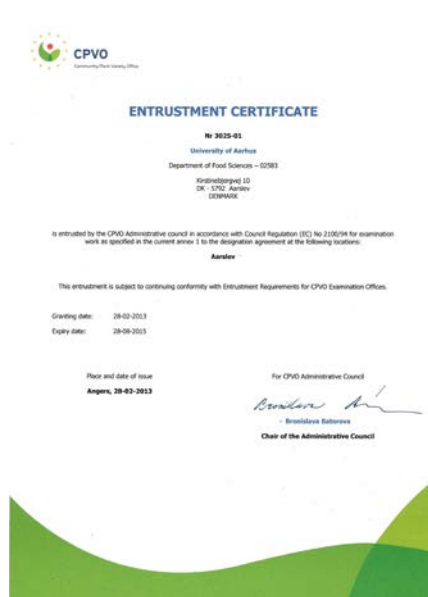 CPVO
Community Plant Variety Office
ENTRUSTMENT CERTIFICATE
Nr 3025-01
University of Aarhus
Department of Food Sciences – 02583
Kirstinebjergvej 10
DK - 5792 Aarslev
DENMARK
is entrusted by the CPVO Administrative council in accordance with Council Regulation (EC) No 2100/94 for examination
work as specified in the current annex 1 to the designation agreement at the following locations:
Aarslev
This entrustment is subject to continuing conformity with Entrustment Requirements for CPVO Examination Offices.
Granting date: 28-02-2013
Expiry date: 28-08-2015
Place and date of issue
Angers, 28-02-2013
For CPVO Administrative Council
Bronislava
Bronislava Batorova
Chair of the Administrative Council